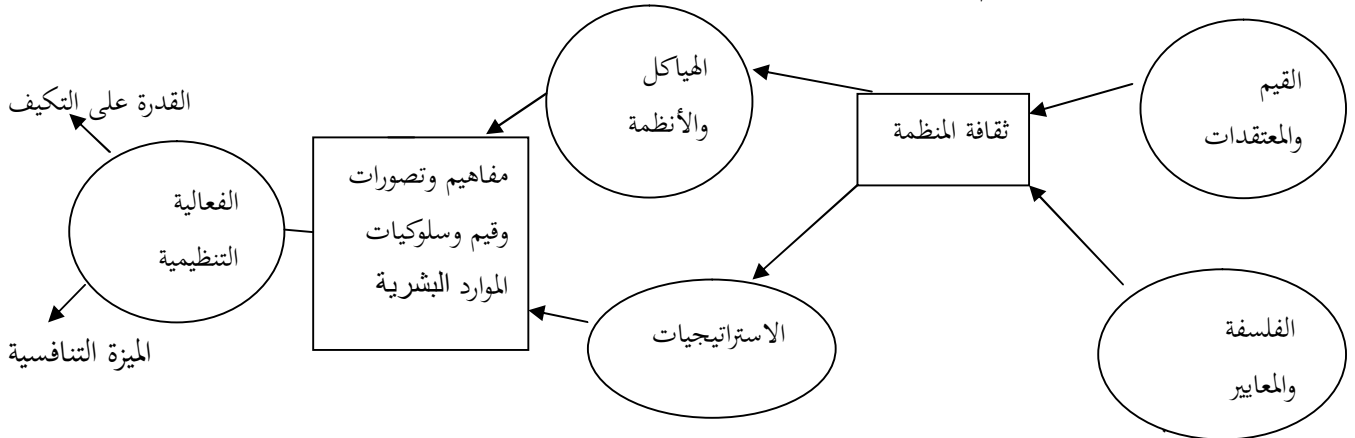 القيم
والمعتقدات
الفلسفة
والمعايير
ثقافة المنظمة
الهياكل
والأنظمة
الاستراتيجيات
مفاهيم وتصورات
وقيم وسلوكيات
الموارد البشرية
الفعالية
التنظيمية
القدرة على التكيف
الميزة التنافسية